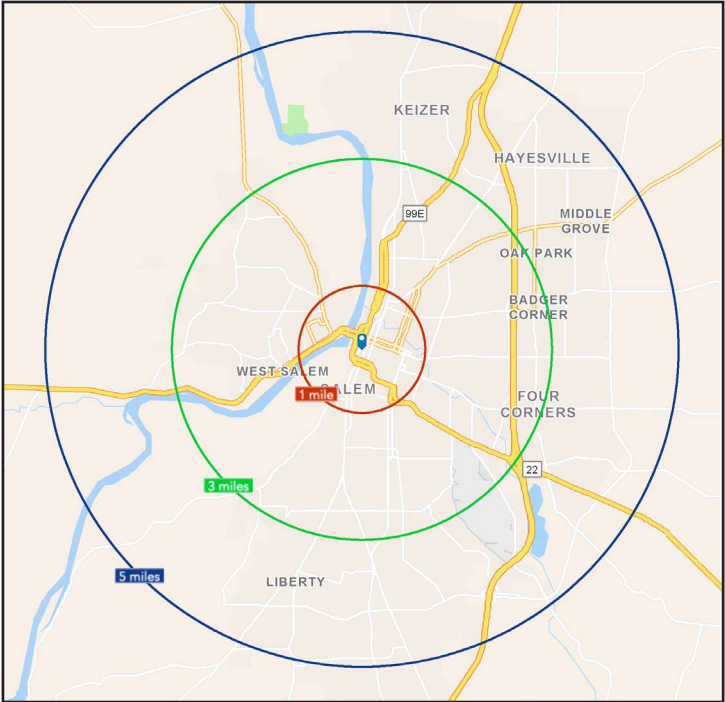 KEIZER
HAYESVILLE
99E
MIDDLE
GROVE
OAK PARK
BADGER
CORNER
WEST SALEM
SALEM
1 mile
FOUR
CORNERS
22
3 miles
5 miles
LIBERTY